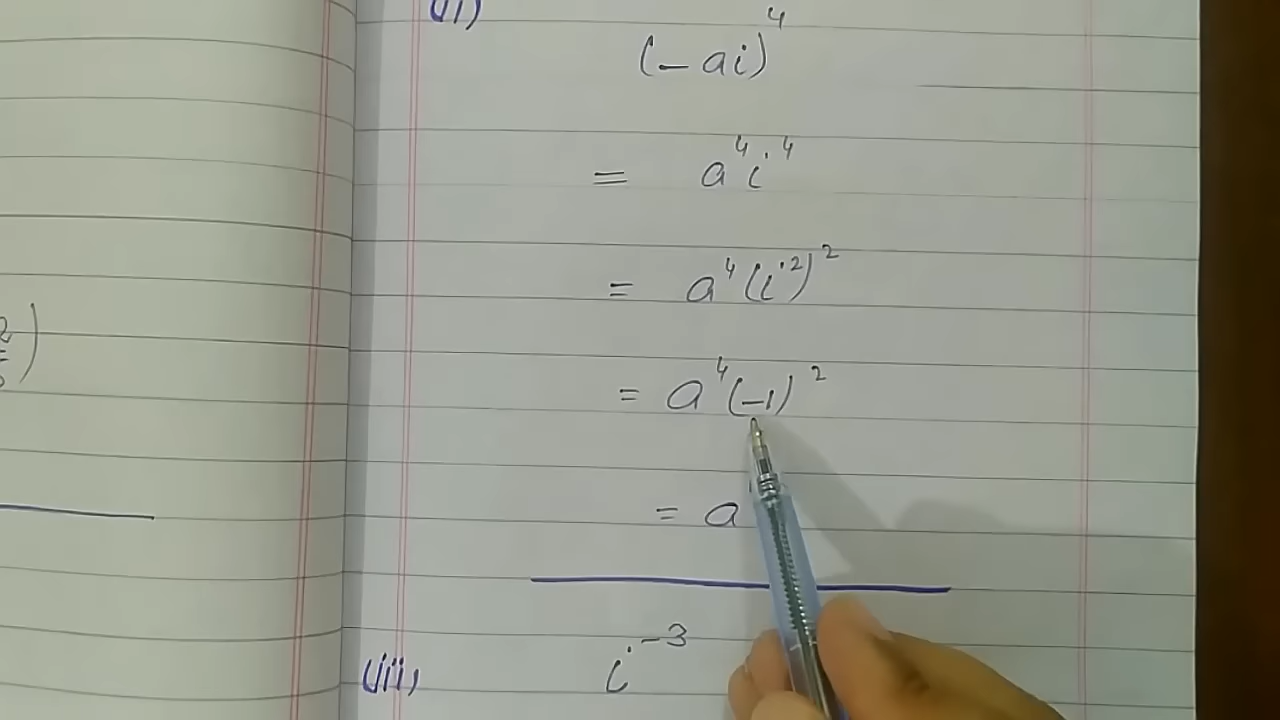 (ii)
(-ai)⁴
= a⁴i⁴
= a⁴(i²)²
= a⁴(-1)²
= a
(iii) i⁻³